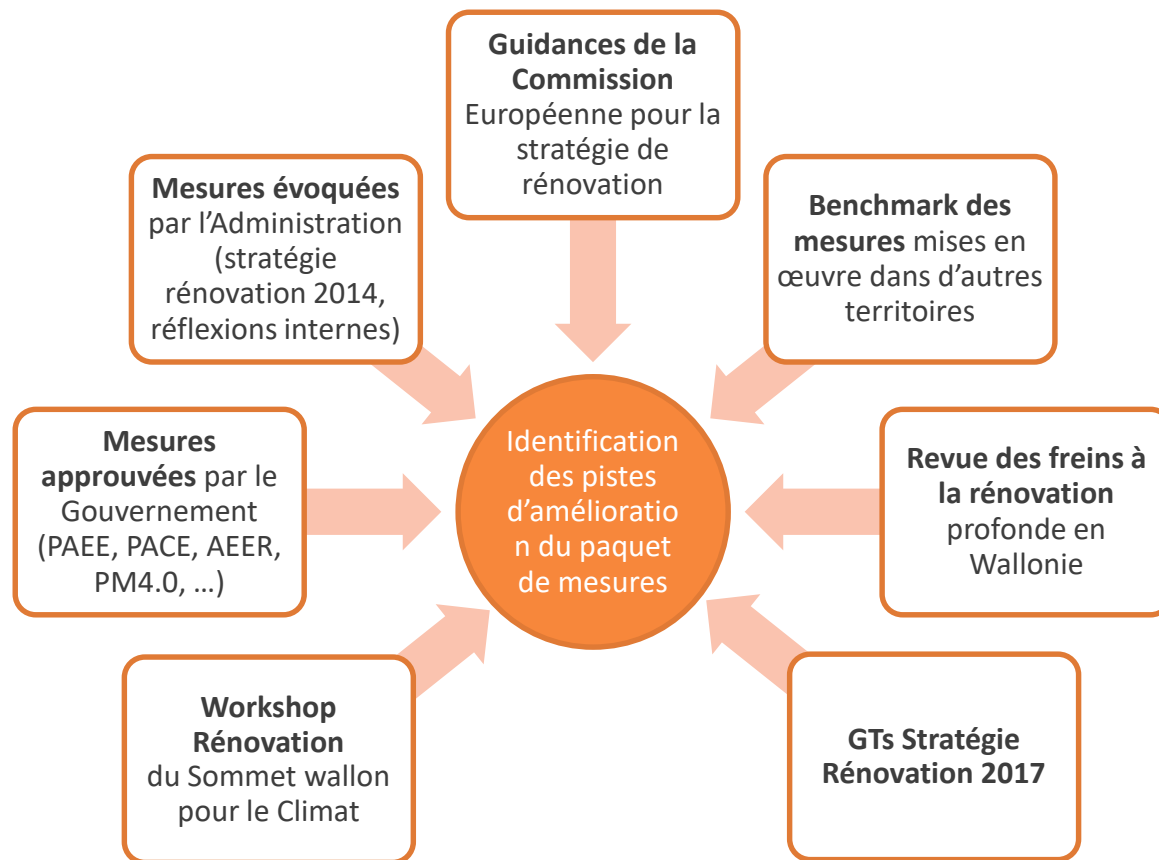 Guidances de la
Commission
Européenne pour la
stratégie de
rénovation
Mesures évoquées
par l’Administration
(stratégie
rénovation 2014,
réflexions internes)
Benchmark des
mesures mises en
œuvre dans d’autres
territoires
Mesures
approuvées par le
Gouvernement
(PAEE, PACE, AEER,
PM4.0, …)
Identification
des pistes
d’amélioratio
n du paquet
de mesures
Revue des freins à
la rénovation
profonde en
Wallonie
Workshop
Rénovation
du Sommet wallon
pour le Climat
GTs Stratégie
Rénovation 2017